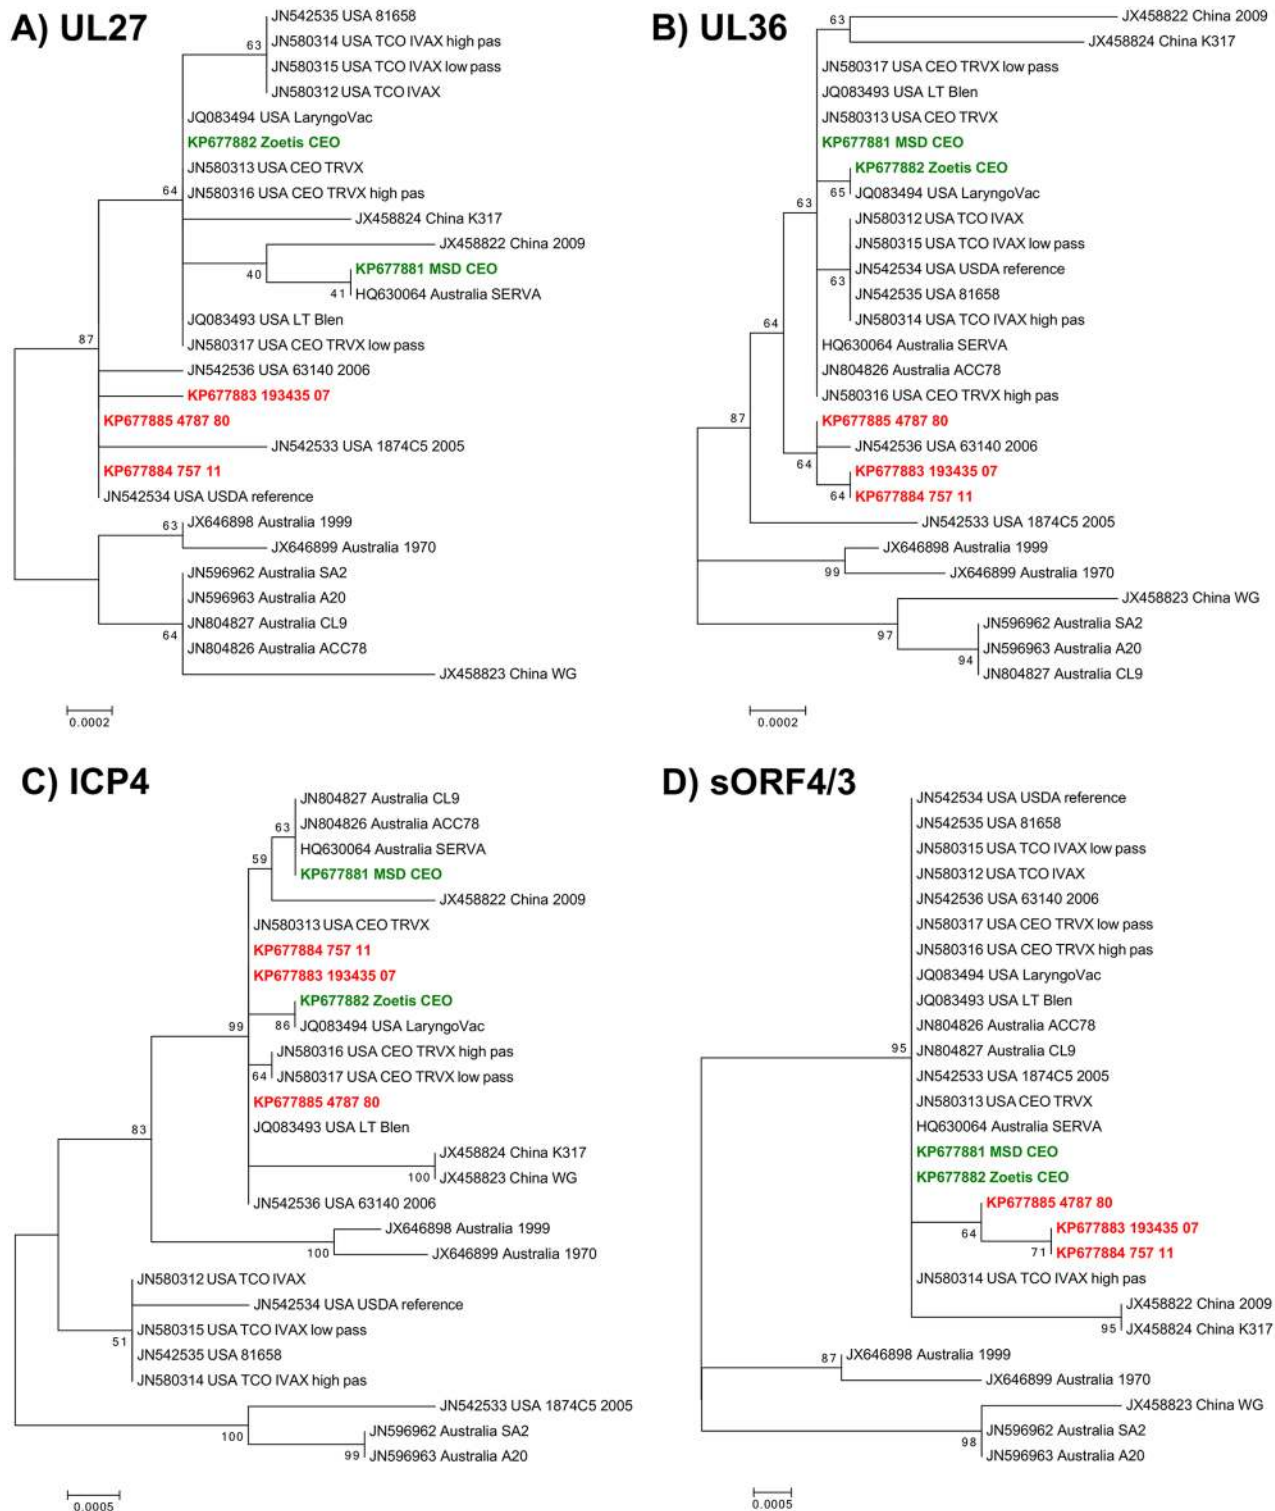 A) UL27
JN542535 USA 81658
63
JN580314 USA TCO IVAX high pas
JN580315 USA TCO IVAX low pass
JN580312 USA TCO IVAX
JQ083494 USA LaryngoVac
KP677882 Zoetis CEO
JN580313 USA CEO TRVX
64
JN580316 USA CEO TRVX high pas
JX458824 China K317
JX458822 China 2009
40
KP677881 MSD CEO
41
HQ630064 Australia SERVA
JQ083493 USA LT Blen
87
JN580317 USA CEO TRVX low pass
JN542536 USA 63140 2006
KP677883 193435 07
KP677885 4787 80
JN542533 USA 1874C5 2005
KP677884 757 11
JN542534 USA USDA reference
63
JX646898 Australia 1999
JX646899 Australia 1970
JN596962 Australia SA2
JN596963 Australia A20
JN804827 Australia CL9
64
JN804826 Australia ACC78
JX458823 China WG
0.0002
B) UL36
63
JX458822 China 2009
JX458824 China K317
JN580317 USA CEO TRVX low pass
JQ083493 USA LT Blen
JN580313 USA CEO TRVX
KP677881 MSD CEO
KP677882 Zoetis CEO
65
JQ083494 USA LaryngoVac
63
JN580312 USA TCO IVAX
JN580315 USA TCO IVAX low pass
JN542534 USA USDA reference
63
JN542535 USA 81658
JN580314 USA TCO IVAX high pas
64
HQ630064 Australia SERVA
JN804826 Australia ACC78
JN580316 USA CEO TRVX high pas
87
KP677885 4787 80
JN542536 USA 63140 2006
64
KP677883 193435 07
64
KP677884 757 11
JN542533 USA 1874C5 2005
JX646898 Australia 1999
99
JX646899 Australia 1970
JX458823 China WG
97
JN596962 Australia SA2
JN596963 Australia A20
94
JN804827 Australia CL9
0.0002
C) ICP4
JN804827 Australia CL9
63
JN804826 Australia ACC78
59
HQ630064 Australia SERVA
KP677881 MSD CEO
JX458822 China 2009
JN580313 USA CEO TRVX
KP677884 757 11
KP677883 193435 07
KP677882 Zoetis CEO
99
86
JQ083494 USA LaryngoVac
JN580316 USA CEO TRVX high pas
64
JN580317 USA CEO TRVX low pass
KP677885 4787 80
83
JQ083493 USA LT Blen
JX458824 China K317
100
JX458823 China WG
JN542536 USA 63140 2006
JX646898 Australia 1999
100
JX646899 Australia 1970
JN580312 USA TCO IVAX
JN542534 USA USDA reference
JN580315 USA TCO IVAX low pass
51
JN542535 USA 81658
JN580314 USA TCO IVAX high pas
JN542533 USA 1874C5 2005
100
JN596962 Australia SA2
99
JN596963 Australia A20
0.0005
D) sORF4/3
JN542534 USA USDA reference
JN542535 USA 81658
JN580315 USA TCO IVAX low pass
JN580312 USA TCO IVAX
JN542536 USA 63140 2006
JN580317 USA CEO TRVX low pass
JN580316 USA CEO TRVX high pas
JQ083494 USA LaryngoVac
JQ083493 USA LT Blen
JN804826 Australia ACC78
95
JN804827 Australia CL9
JN542533 USA 1874C5 2005
JN580313 USA CEO TRVX
HQ630064 Australia SERVA
KP677881 MSD CEO
KP677882 Zoetis CEO
KP677885 4787 80
64
KP677883 193435 07
71
KP677884 757 11
JN580314 USA TCO IVAX high pas
JX458822 China 2009
95
JX458824 China K317
87
JX646898 Australia 1999
JX646899 Australia 1970
JX458823 China WG
JN596962 Australia SA2
98
JN596963 Australia A20
0.0005